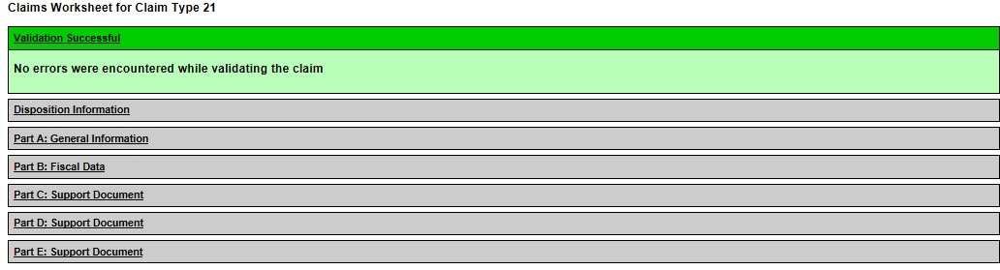 Claims Worksheet for Claim Type 21
Validation Successful
No errors were encountered while validating the claim
Disposition Information
Part A: General Information
Part B: Fiscal Data
Part C: Support Document
Part D: Support Document
Part E: Support Document